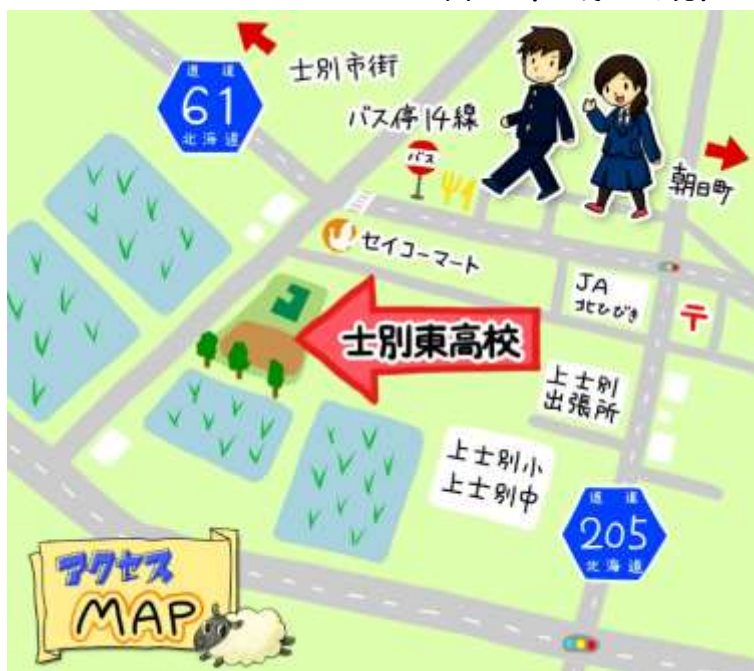 道道
61
北海道
士別市街
バス停14線
バス
朝日町
セイコーマート
JA
北ひびき
〒
士別東高校
上士別
出張所
上士別小
上士別中
道道
205
北海道
アクセス
MAP